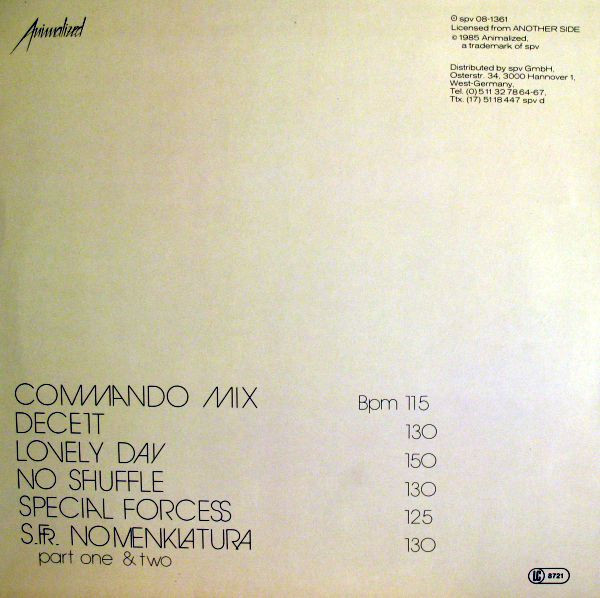 Animalized
℗ spv 08-1361
Licensed from ANOTHER SIDE
© 1985 Animalized,
a trademark of spv
Distributed by spv GmbH,
Osterstr. 34, 3000 Hannover 1,
West-Germany,
Tel. (0) 5 11 32 78 64-67,
Ttx. (17) 51 18 447 spv d
COMMANDO MIX Bpm 115
DECEIT 130
LOVELY DAY 150
NO SHUFFLE 130
SPECIAL FORCESS 125
S.F.R. NOMENKLATURA 130
part one & two
LC 8721